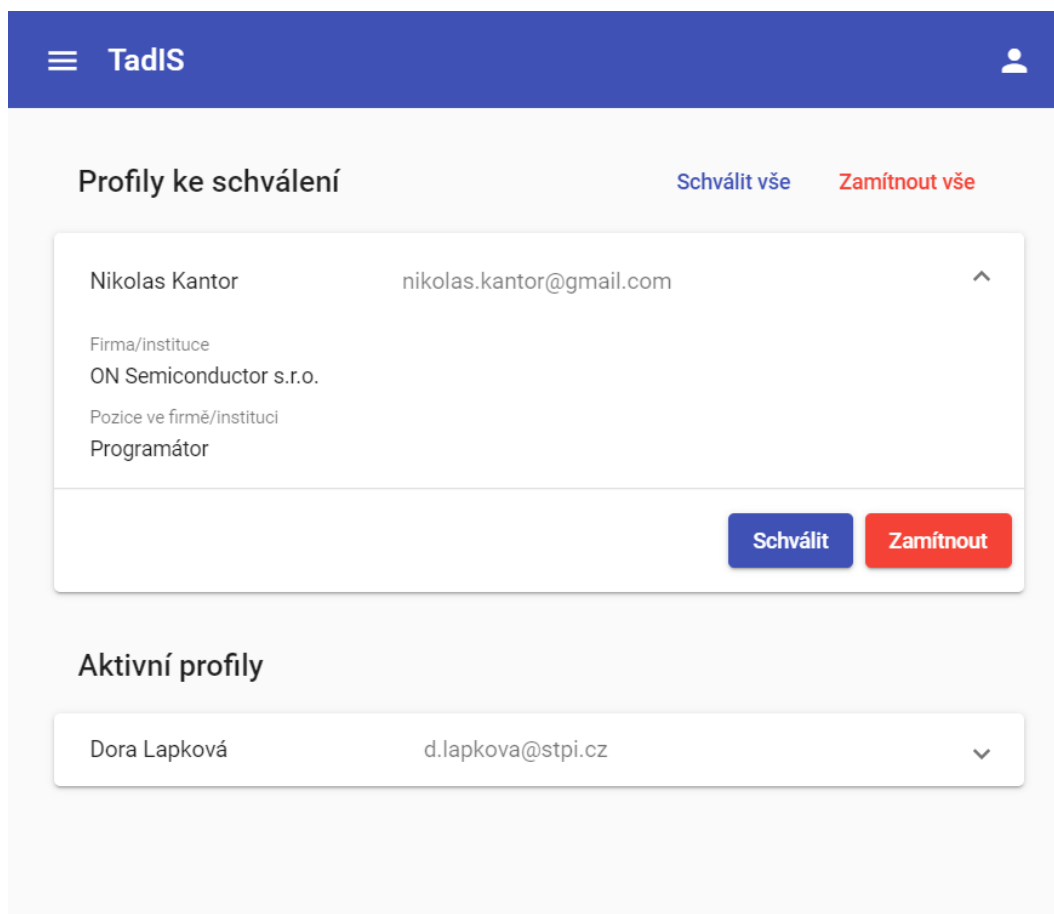 TadIS
Profily ke schválení Schválit vše Zamítnout vše
Nikolas Kantor nikolas.kantor@gmail.com
Firma/instituce
ON Semiconductor s.r.o.
Pozice ve firmě/instituci
Programátor
Schválit Zamítnout
Aktivní profily
Dora Lapková d.lapkova@stpi.cz